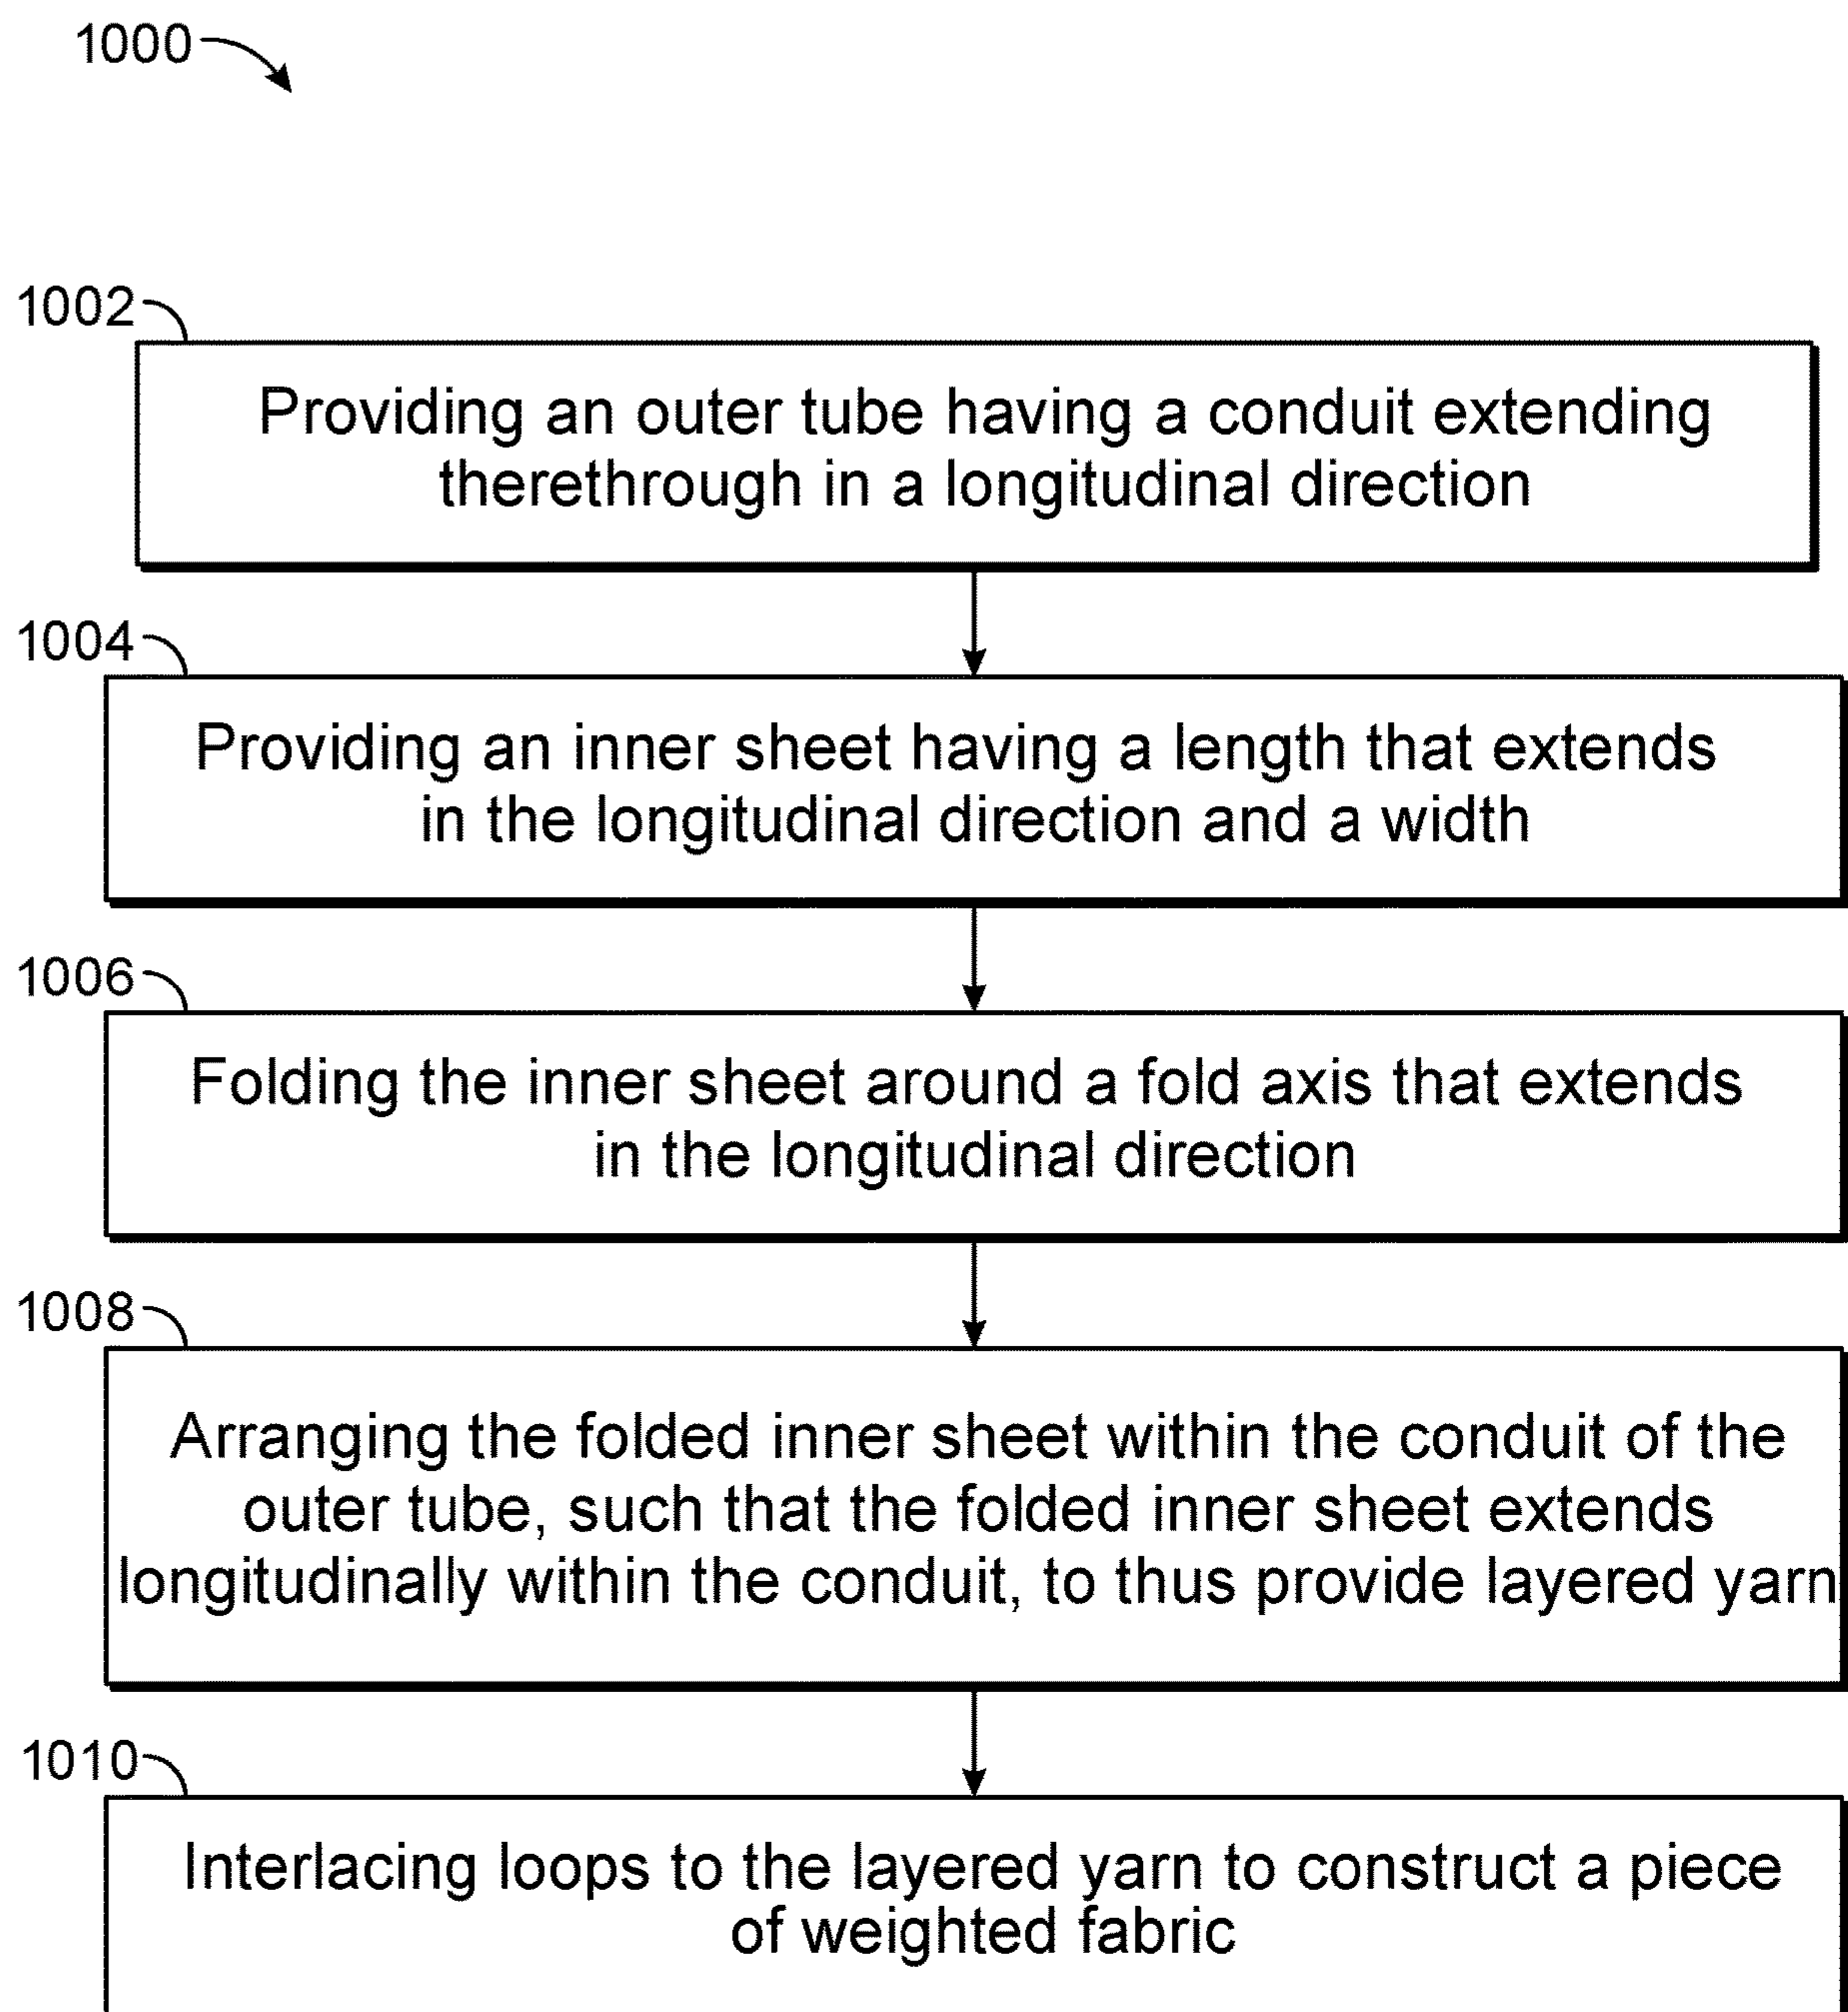 1000
1002
Providing an outer tube having a conduit extending
therethrough in a longitudinal direction
1004
Providing an inner sheet having a length that extends
in the longitudinal direction and a width
1006
Folding the inner sheet around a fold axis that extends
in the longitudinal direction
1008
Arranging the folded inner sheet within the conduit of the
outer tube, such that the folded inner sheet extends
longitudinally within the conduit, to thus provide layered yarn
1010
Interlacing loops to the layered yarn to construct a piece
of weighted fabric